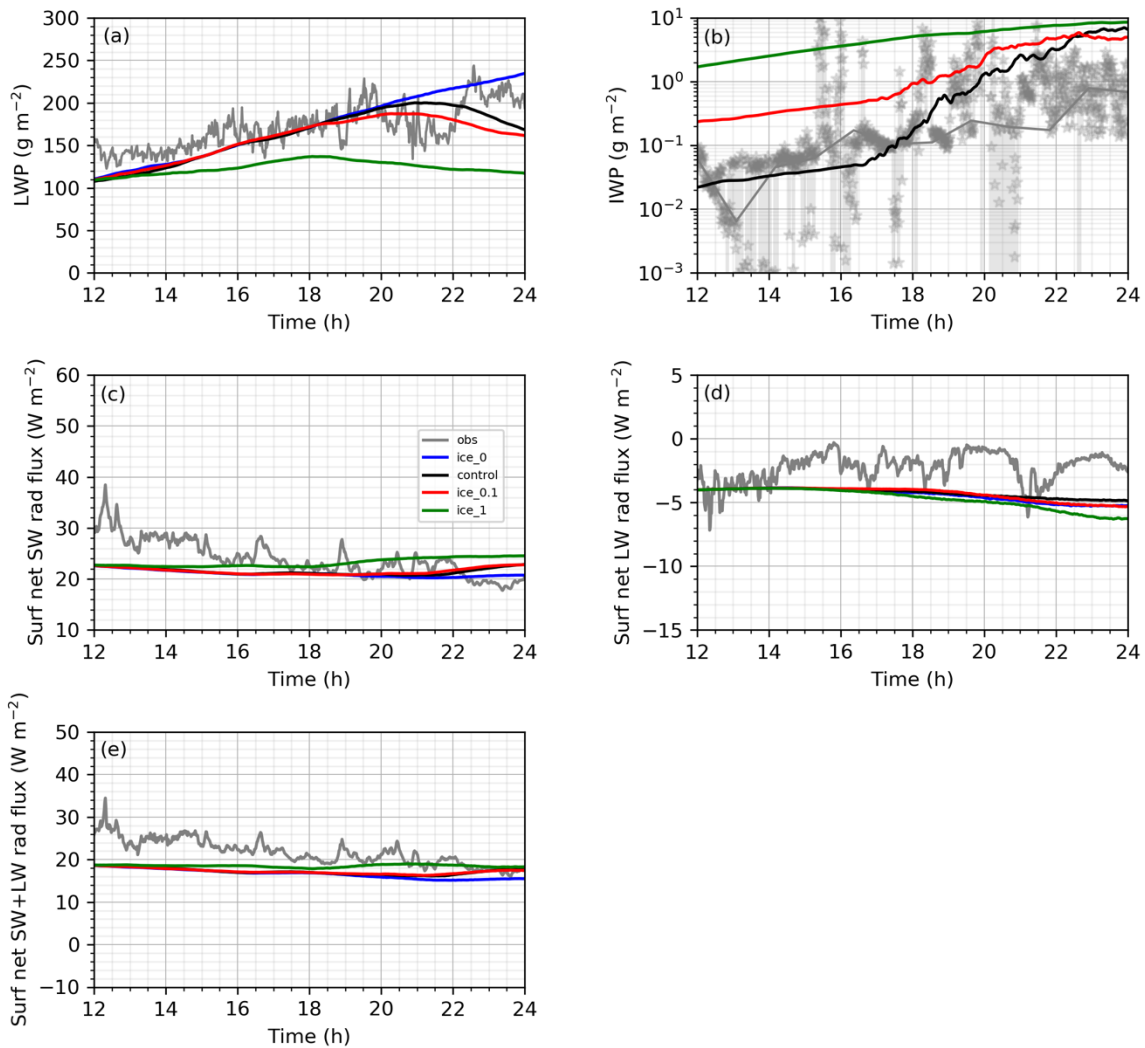 (a)
LWP (g m⁻²)
300
250
200
150
100
50
0
12 14 16 18 20 22 24
Time (h)
(b)
IWP (g m⁻²)
10¹
10⁰
10⁻¹
10⁻²
10⁻³
12 14 16 18 20 22 24
Time (h)
(c)
Surf net SW rad flux (W m⁻²)
60
50
40
30
20
10
obs
ice_0
control
ice_0.1
ice_1
12 14 16 18 20 22 24
Time (h)
(d)
Surf net LW rad flux (W m⁻²)
5
0
−5
−10
−15
12 14 16 18 20 22 24
Time (h)
(e)
Surf net SW+LW rad flux (W m⁻²)
50
40
30
20
10
0
−10
12 14 16 18 20 22 24
Time (h)